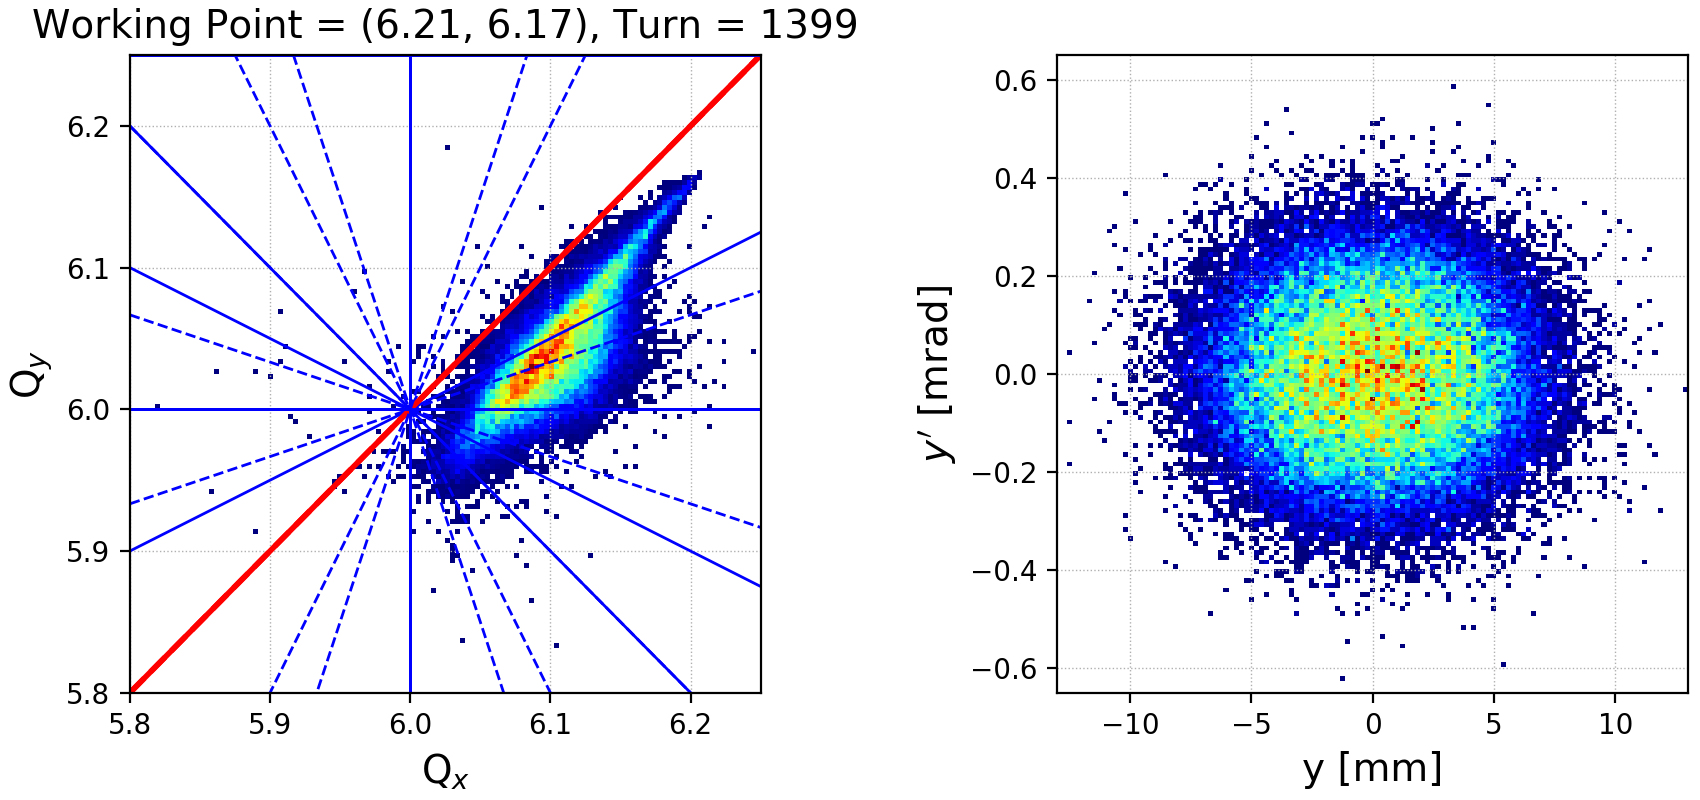 Working Point = (6.21, 6.17), Turn = 1399
6.2
6.1
6.0
5.9
5.8
Qy
5.8 5.9 6.0 6.1 6.2
Qx
0.6
0.4
0.2
0.0
−0.2
−0.4
−0.6
y′ [mrad]
−10 −5 0 5 10
y [mm]